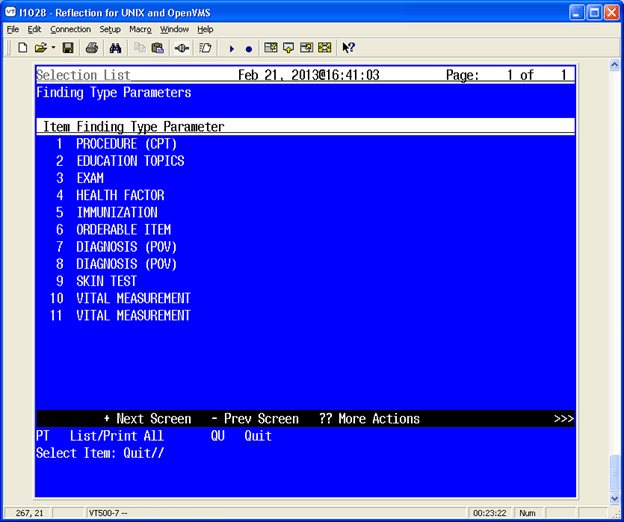 I1028 - Reflection for UNIX and OpenVMS
File Edit Connection Setup Macro Window Help
Selection List Feb 21, 2013@16:41:03 Page: 1 of 1
Finding Type Parameters
Item Finding Type Parameter
1 PROCEDURE (CPT)
2 EDUCATION TOPICS
3 EXAM
4 HEALTH FACTOR
5 IMMUNIZATION
6 ORDERABLE ITEM
7 DIAGNOSIS (POV)
8 DIAGNOSIS (POV)
9 SKIN TEST
10 VITAL MEASUREMENT
11 VITAL MEASUREMENT
+ Next Screen - Prev Screen ?? More Actions >>>
PT List/Print All QU Quit
Select Item: Quit//
267, 21 VT500-7 -- 00:23:22 Num